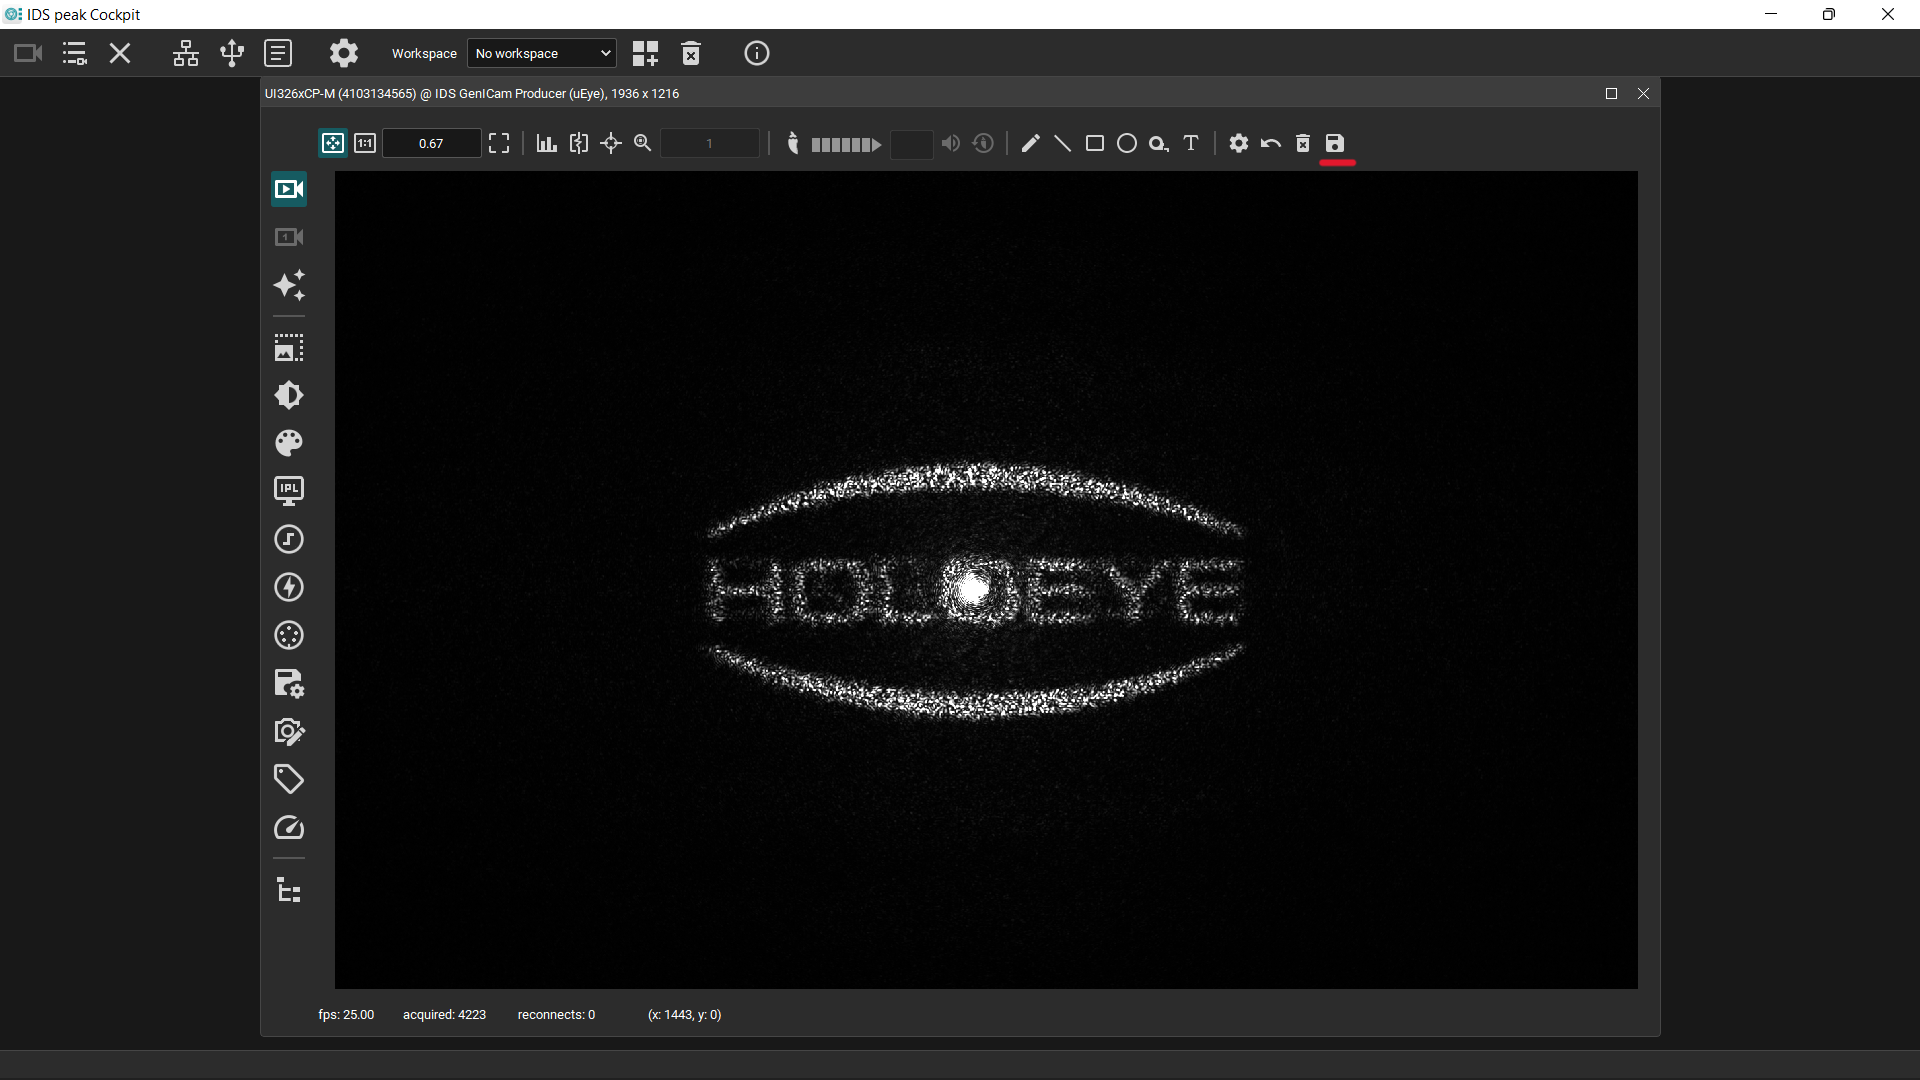 IDS peak Cockpit
Workspace No workspace
UI326xCP-M (4103134565) @ IDS GenICam Producer (uEye), 1936 x 1216
1:1 0.67 1 T
1
IPL
HOLOEYE
fps: 25.00 acquired: 4223 reconnects: 0 (x: 1443, y: 0)